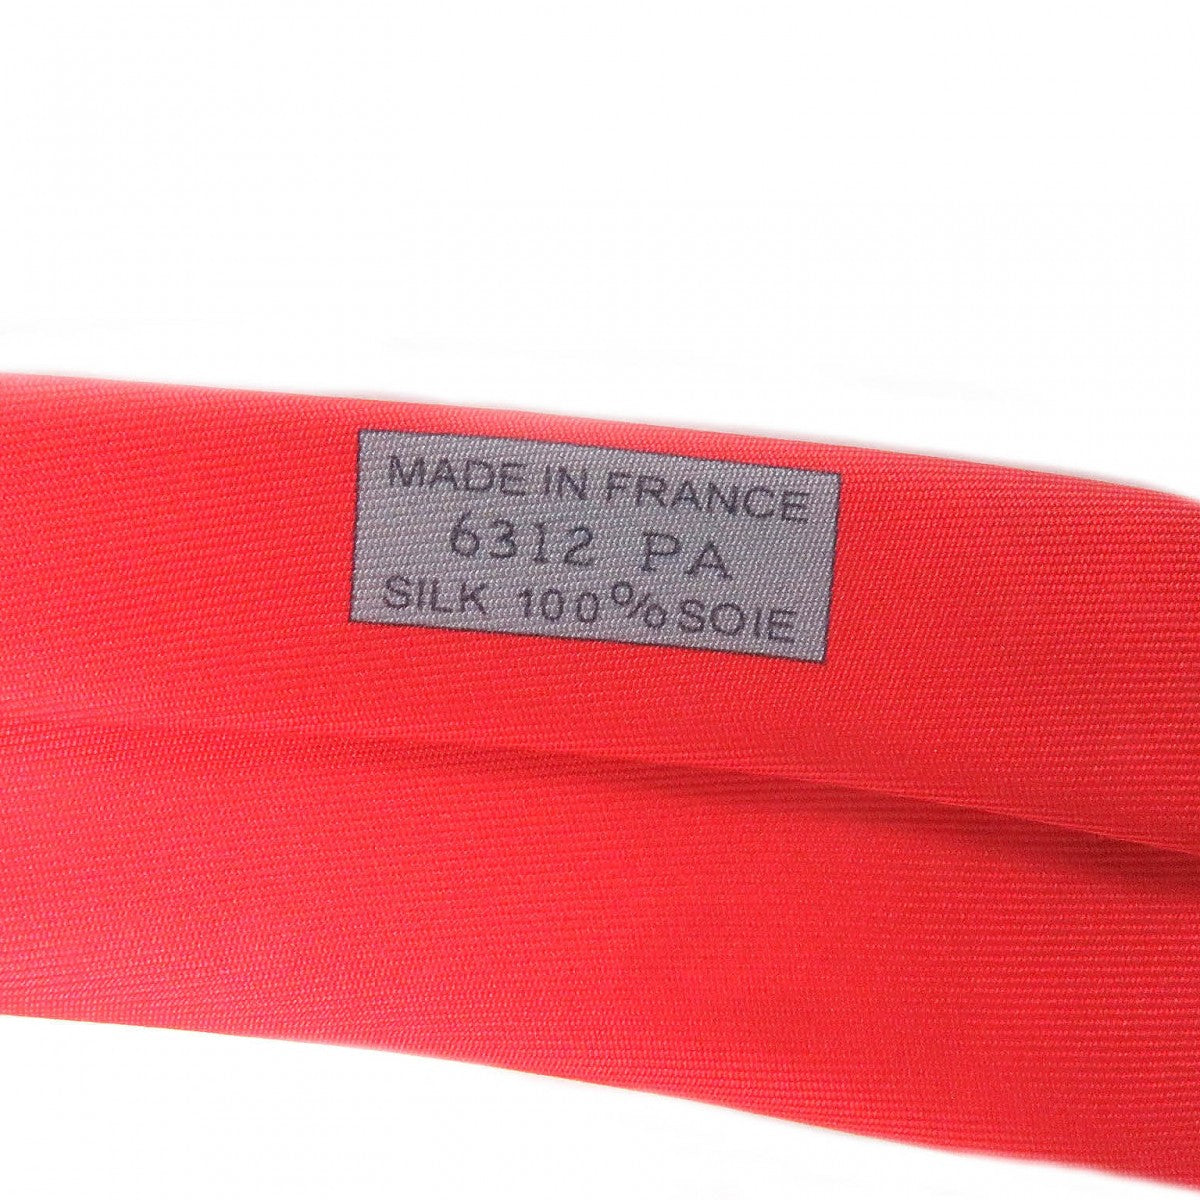 MADE IN FRANCE
6312 PA
SILK 100% SOIE